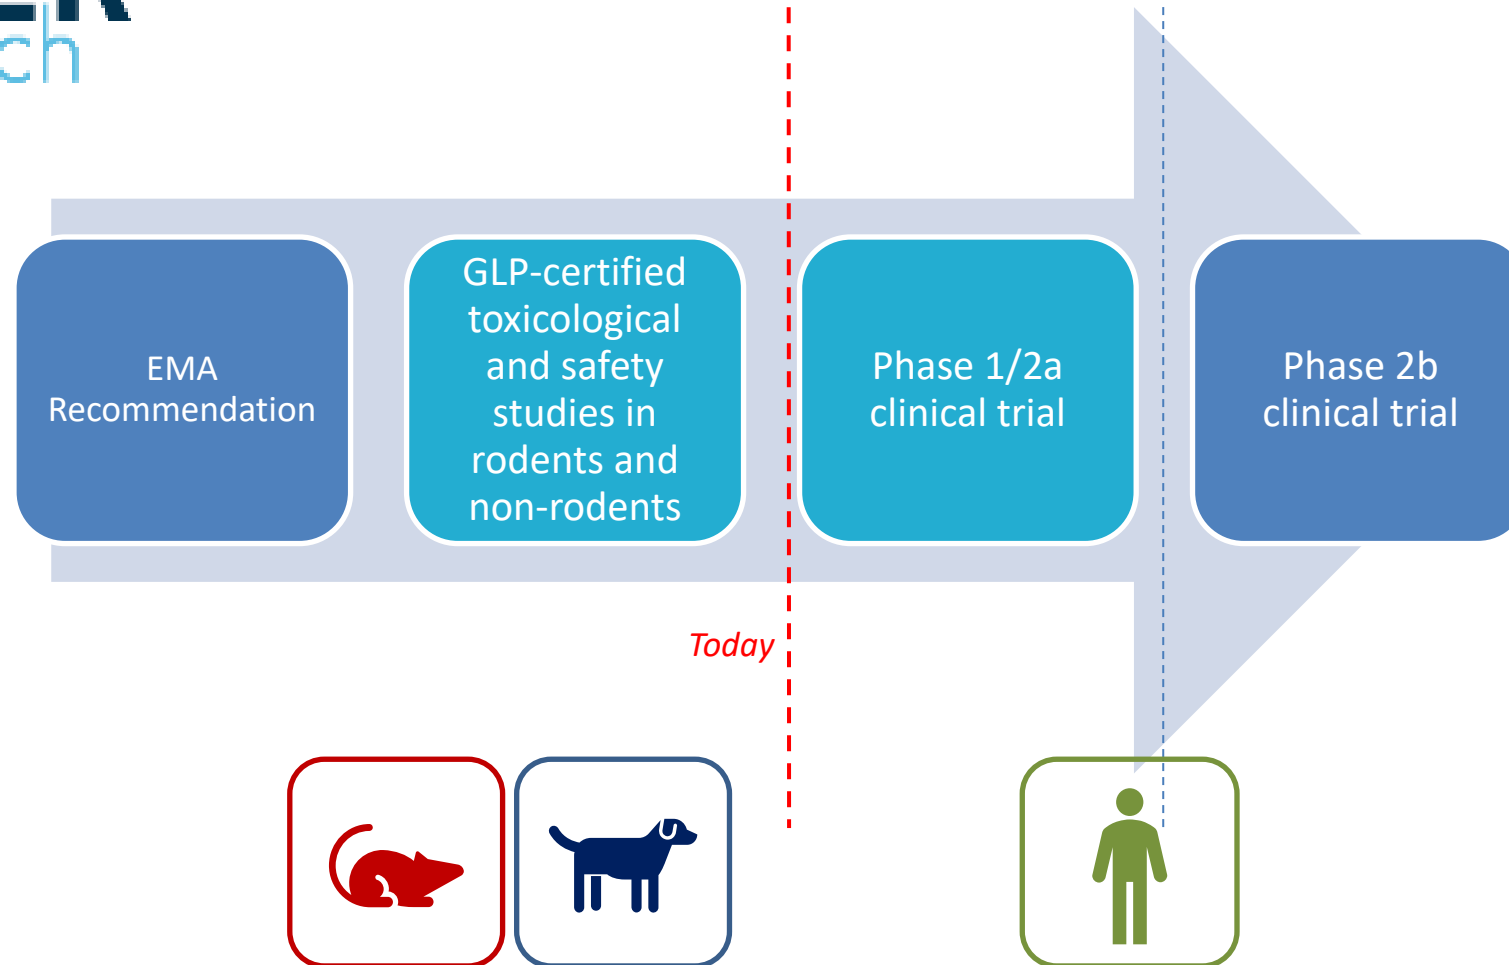 ch
EMA
Recommendation
GLP-certified
toxicological
and safety
studies in
rodents and
non-rodents
Phase 1/2a
clinical trial
Phase 2b
clinical trial
Today